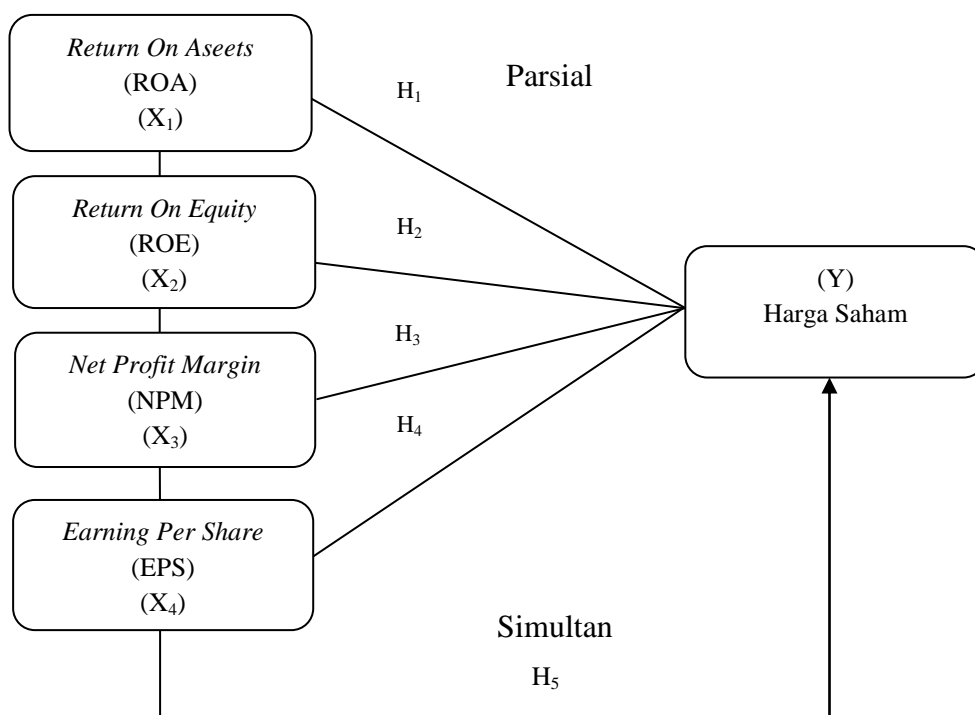 Return On Aseets
(ROA)
(X₁)
H₁
Parsial
Return On Equity
(ROE)
(X₂)
H₂
(Y)
Harga Saham
Net Profit Margin
(NPM)
(X₃)
H₃
H₄
Earning Per Share
(EPS)
(X₄)
Simultan
H₅